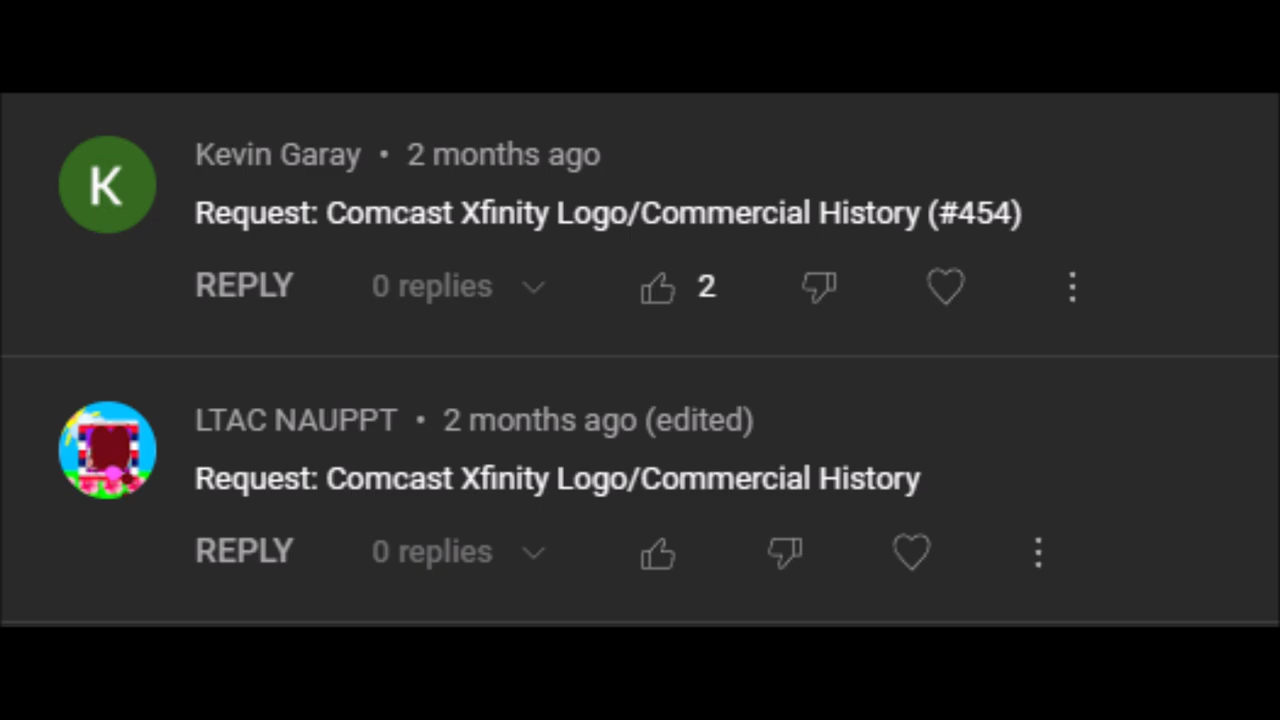 K
Kevin Garay • 2 months ago
Request: Comcast Xfinity Logo/Commercial History (#454)
REPLY 0 replies 2
LTAC NAUPPT • 2 months ago (edited)
Request: Comcast Xfinity Logo/Commercial History
REPLY 0 replies